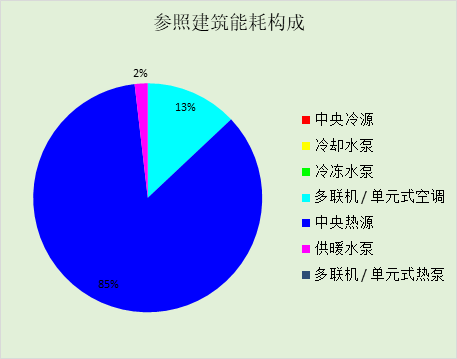 参照建筑能耗构成
2%
13%
85%
中央冷源
冷却水泵
冷冻水泵
多联机/单元式空调
中央热源
供暖水泵
多联机/单元式热泵